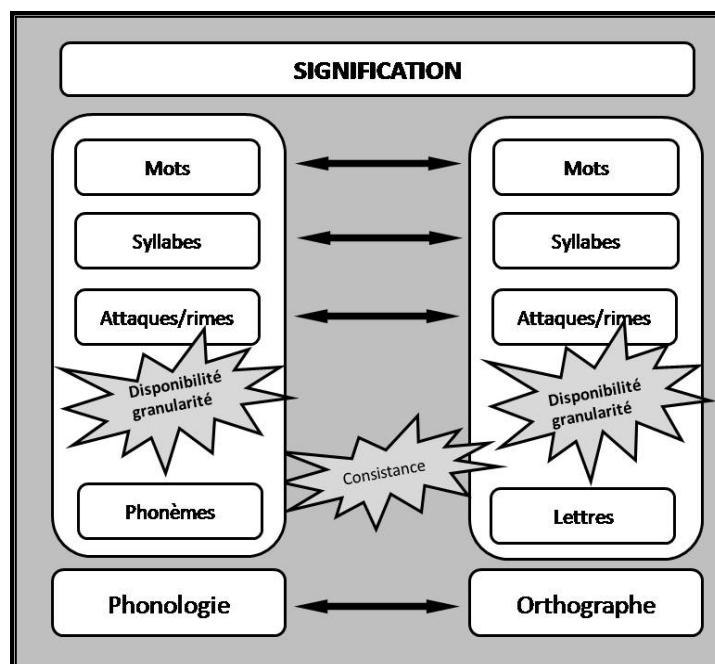 SIGNIFICATION
Mots
Mots
Syllabes
Syllabes
Attaques/rimes
Attaques/rimes
Disponibilité
granularité
Disponibilité
granularité
Consistance
Phonèmes
Lettres
Phonologie
Orthographe